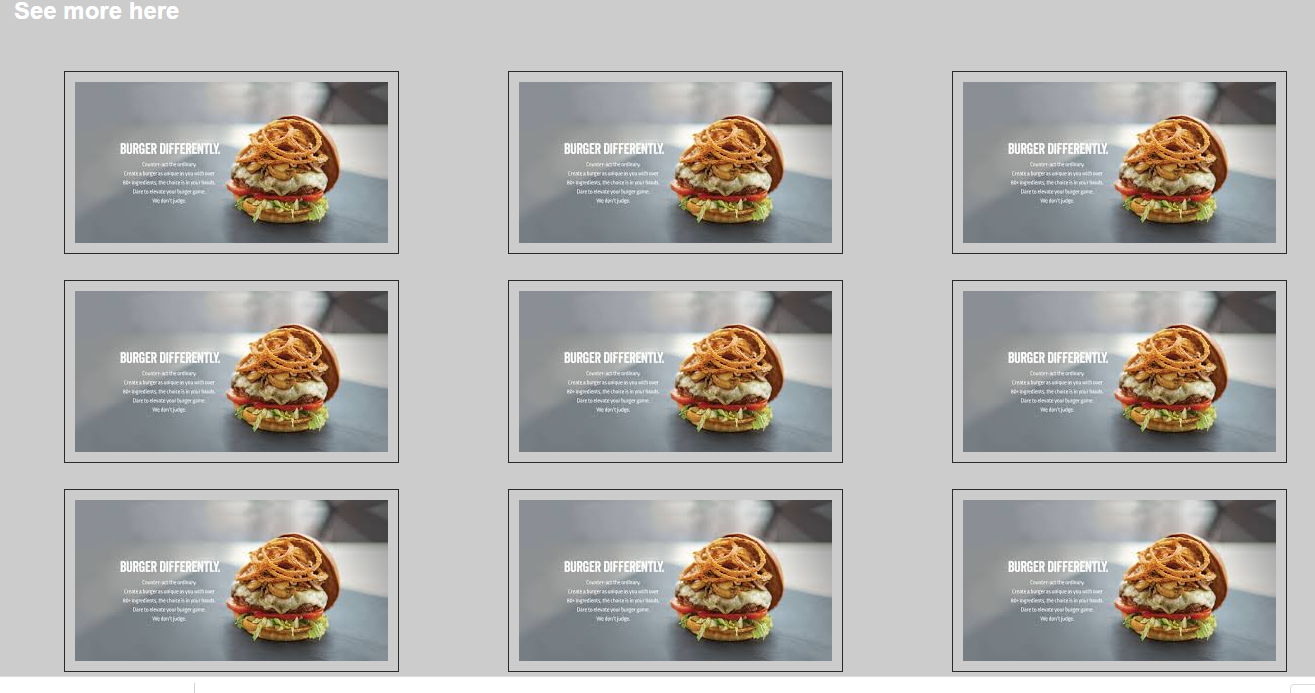 See more here
BURGER DIFFERENTLY.
Counter-act the ordinary.
Create a burger as unique as you with over
80+ ingredients, the choice is in your hands.
Dare to elevate your burger game.
We don't judge.
BURGER DIFFERENTLY.
Counter-act the ordinary.
Create a burger as unique as you with over
80+ ingredients, the choice is in your hands.
Dare to elevate your burger game.
We don't judge.
BURGER DIFFERENTLY.
Counter-act the ordinary.
Create a burger as unique as you with over
80+ ingredients, the choice is in your hands.
Dare to elevate your burger game.
We don't judge.
BURGER DIFFERENTLY.
Counter-act the ordinary.
Create a burger as unique as you with over
80+ ingredients, the choice is in your hands.
Dare to elevate your burger game.
We don't judge.
BURGER DIFFERENTLY.
Counter-act the ordinary.
Create a burger as unique as you with over
80+ ingredients, the choice is in your hands.
Dare to elevate your burger game.
We don't judge.
BURGER DIFFERENTLY.
Counter-act the ordinary.
Create a burger as unique as you with over
80+ ingredients, the choice is in your hands.
Dare to elevate your burger game.
We don't judge.
BURGER DIFFERENTLY.
Counter-act the ordinary.
Create a burger as unique as you with over
80+ ingredients, the choice is in your hands.
Dare to elevate your burger game.
We don't judge.
BURGER DIFFERENTLY.
Counter-act the ordinary.
Create a burger as unique as you with over
80+ ingredients, the choice is in your hands.
Dare to elevate your burger game.
We don't judge.
BURGER DIFFERENTLY.
Counter-act the ordinary.
Create a burger as unique as you with over
80+ ingredients, the choice is in your hands.
Dare to elevate your burger game.
We don't judge.